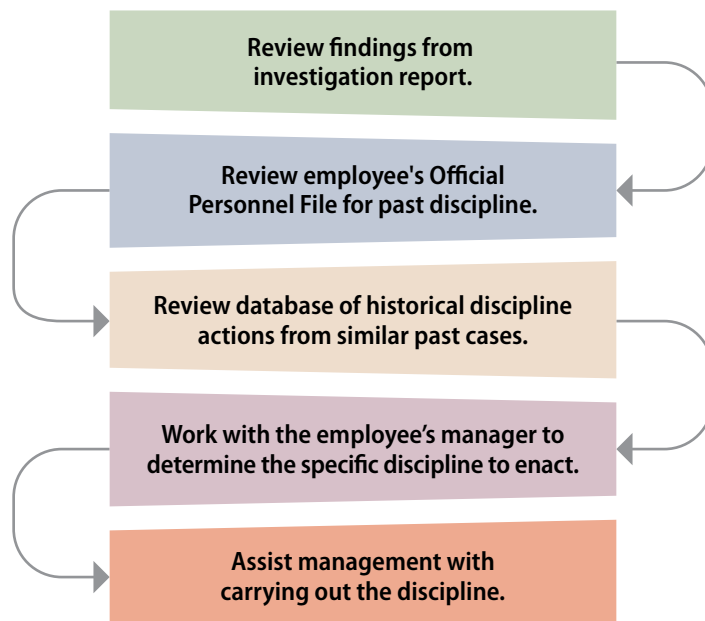 Review findings from
investigation report.
Review employee's Official
Personnel File for past discipline.
Review database of historical discipline
actions from similar past cases.
Work with the employee’s manager to
determine the specific discipline to enact.
Assist management with
carrying out the discipline.